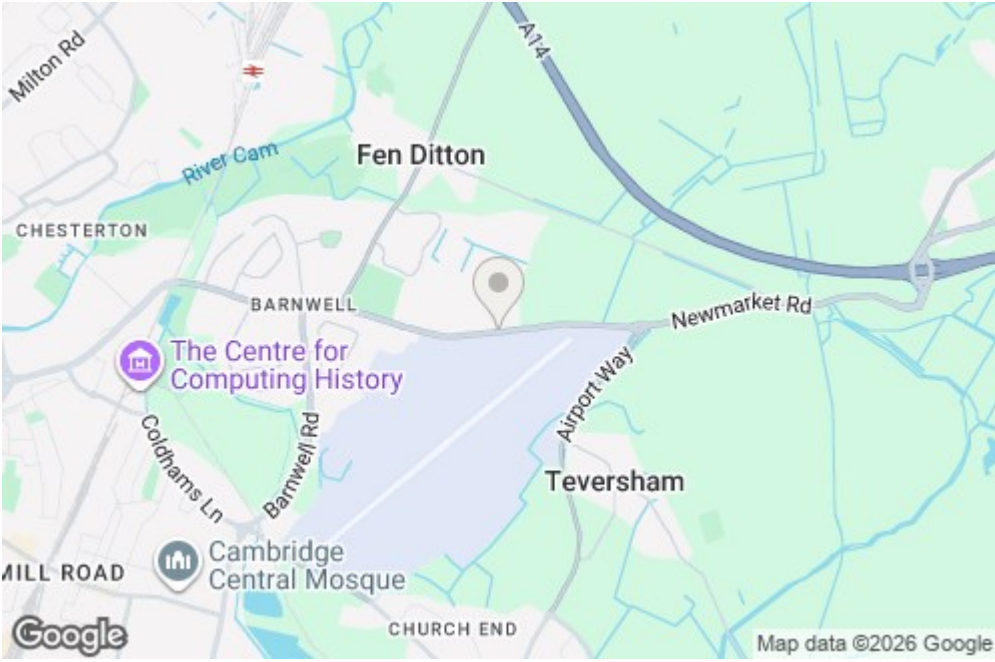 Milton Rd
A14
River Cam
Fen Ditton
CHESTERTON
BARNWELL
Newmarket Rd
The Centre for
Computing History
Airport Way
Coldhams Ln
Barnwell Rd
Teversham
Cambridge
Central Mosque
MILL ROAD
CHURCH END
Google
Map data ©2026 Google